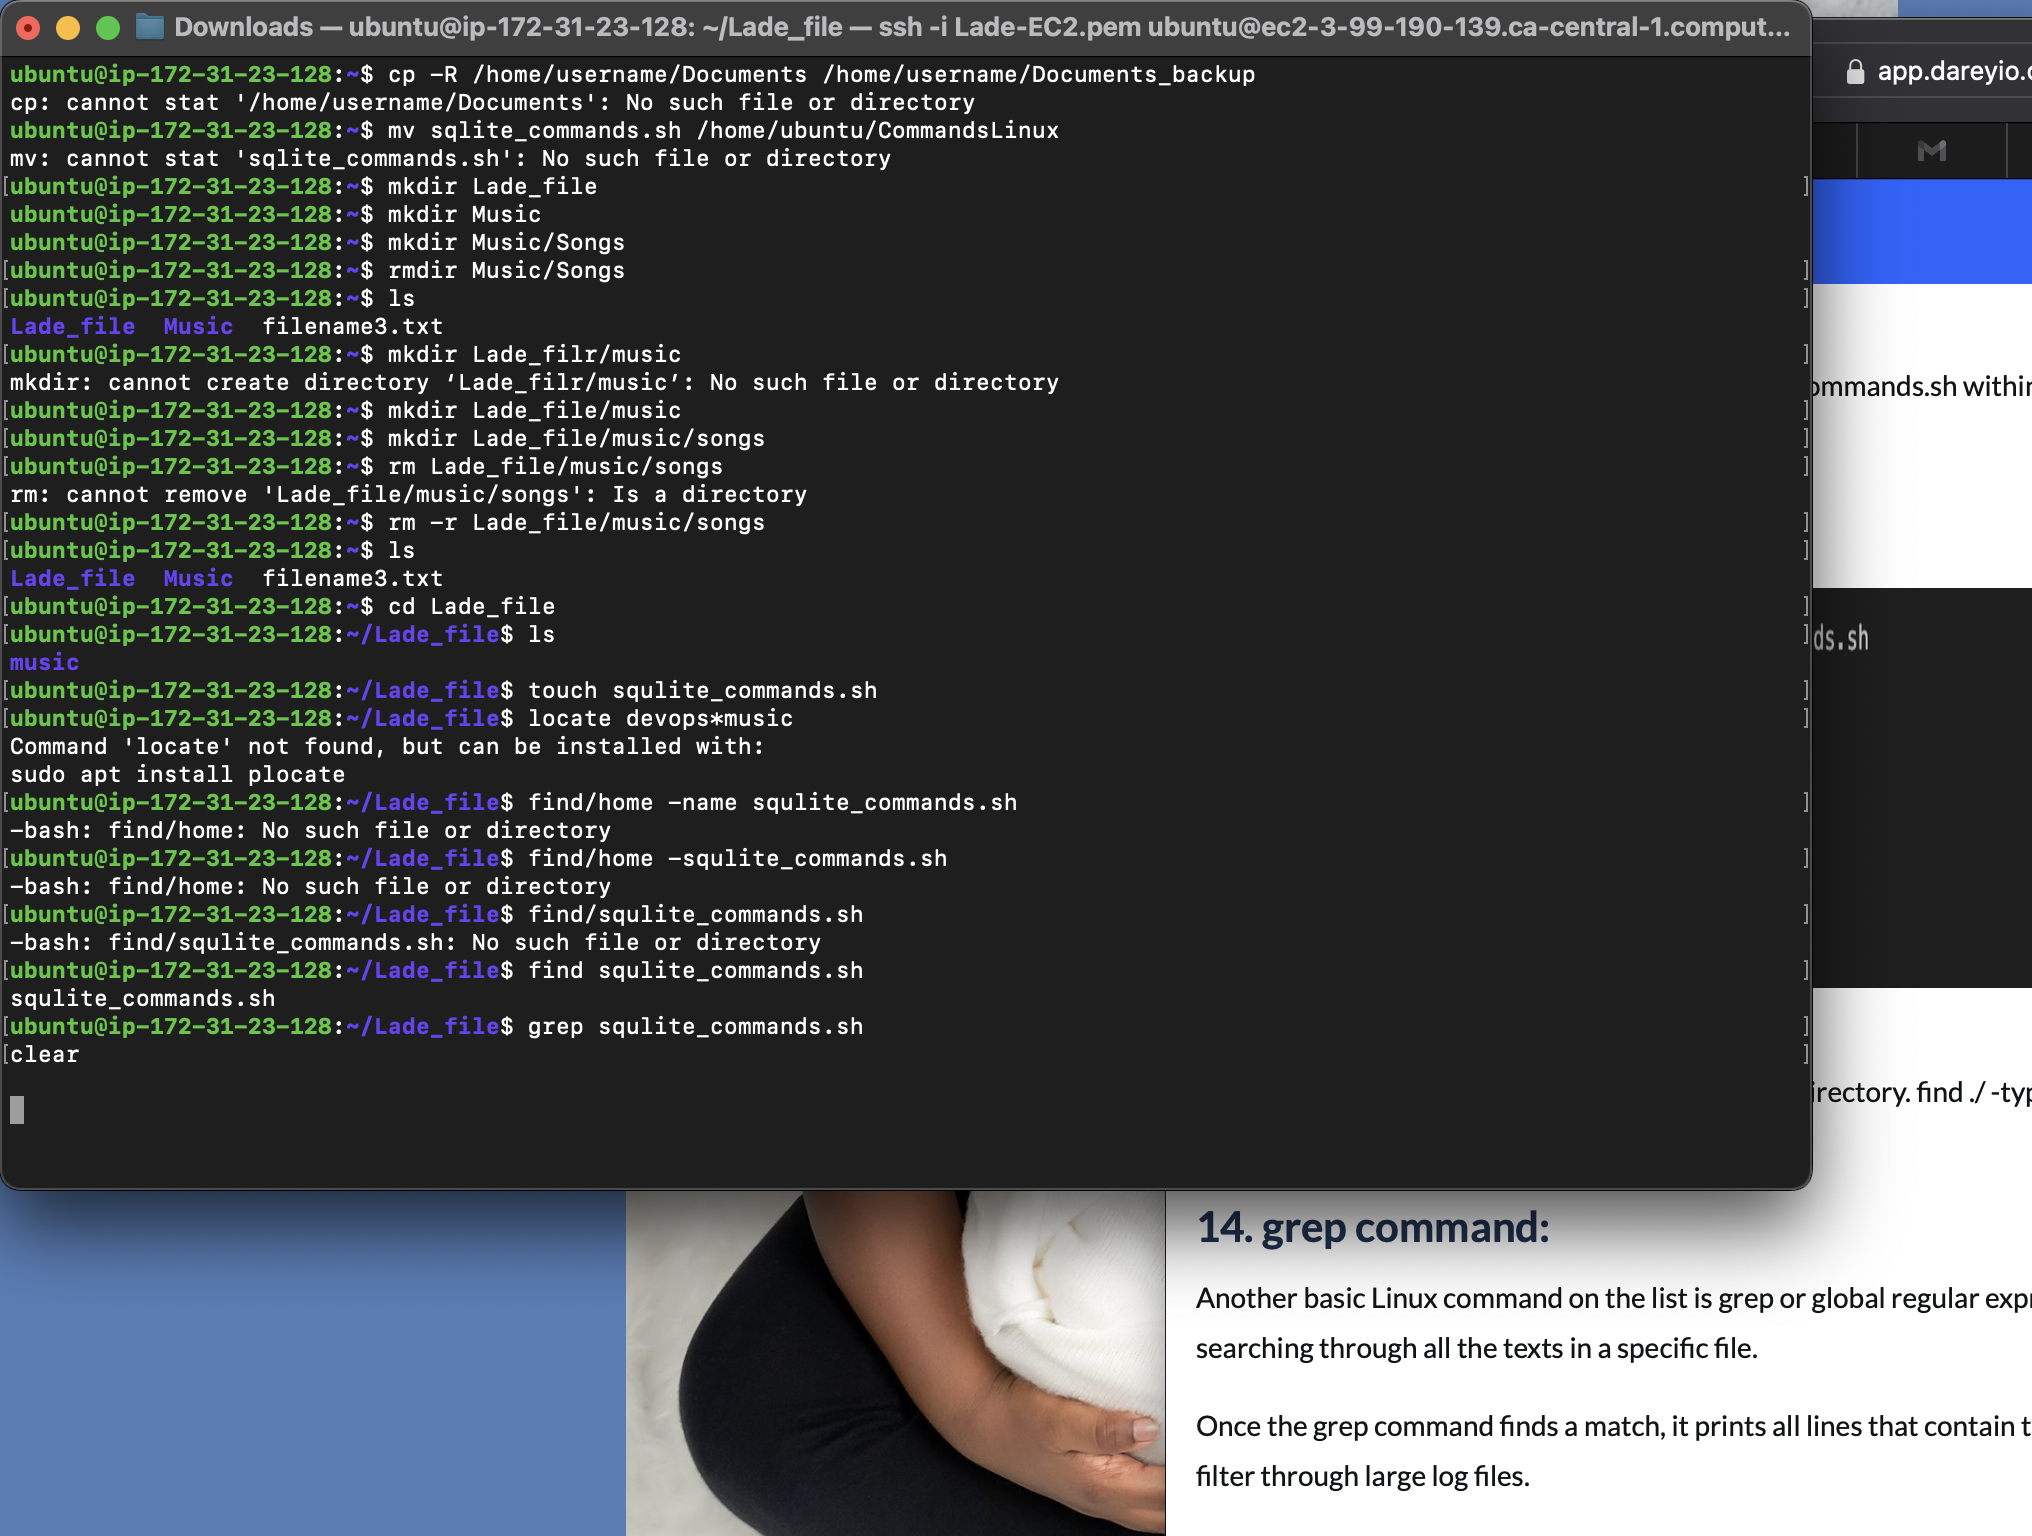 Downloads — ubuntu@ip-172-31-23-128: ~/Lade_file — ssh -i Lade-EC2.pem ubuntu@ec2-3-99-190-139.ca-central-1.comput...
ubuntu@ip-172-31-23-128:~$ cp -R /home/username/Documents /home/username/Documents_backup
cp: cannot stat '/home/username/Documents': No such file or directory
ubuntu@ip-172-31-23-128:~$ mv sqlite_commands.sh /home/ubuntu/CommandsLinux
mv: cannot stat 'sqlite_commands.sh': No such file or directory
[ubuntu@ip-172-31-23-128:~$ mkdir Lade_file ]
ubuntu@ip-172-31-23-128:~$ mkdir Music
ubuntu@ip-172-31-23-128:~$ mkdir Music/Songs
[ubuntu@ip-172-31-23-128:~$ rmdir Music/Songs ]
[ubuntu@ip-172-31-23-128:~$ ls ]
Lade_file  Music  filename3.txt
[ubuntu@ip-172-31-23-128:~$ mkdir Lade_filr/music ]
mkdir: cannot create directory ‘Lade_filr/music’: No such file or directory
[ubuntu@ip-172-31-23-128:~$ mkdir Lade_file/music ]
[ubuntu@ip-172-31-23-128:~$ mkdir Lade_file/music/songs ]
[ubuntu@ip-172-31-23-128:~$ rm Lade_file/music/songs ]
rm: cannot remove 'Lade_file/music/songs': Is a directory
[ubuntu@ip-172-31-23-128:~$ rm -r Lade_file/music/songs ]
[ubuntu@ip-172-31-23-128:~$ ls ]
Lade_file  Music  filename3.txt
[ubuntu@ip-172-31-23-128:~$ cd Lade_file ]
[ubuntu@ip-172-31-23-128:~/Lade_file$ ls ]
music
[ubuntu@ip-172-31-23-128:~/Lade_file$ touch squlite_commands.sh ]
[ubuntu@ip-172-31-23-128:~/Lade_file$ locate devops*music ]
Command 'locate' not found, but can be installed with:
sudo apt install plocate
[ubuntu@ip-172-31-23-128:~/Lade_file$ find/home -name squlite_commands.sh ]
-bash: find/home: No such file or directory
[ubuntu@ip-172-31-23-128:~/Lade_file$ find/home -squlite_commands.sh ]
-bash: find/home: No such file or directory
[ubuntu@ip-172-31-23-128:~/Lade_file$ find/squlite_commands.sh ]
-bash: find/squlite_commands.sh: No such file or directory
[ubuntu@ip-172-31-23-128:~/Lade_file$ find squlite_commands.sh ]
squlite_commands.sh
[ubuntu@ip-172-31-23-128:~/Lade_file$ grep squlite_commands.sh ]
[clear ]
app.dareyio.
ommands.sh within
ds.sh
irectory. find ./ -typ
14. grep command:
Another basic Linux command on the list is grep or global regular exp
searching through all the texts in a specific file.
Once the grep command finds a match, it prints all lines that contain t
filter through large log files.